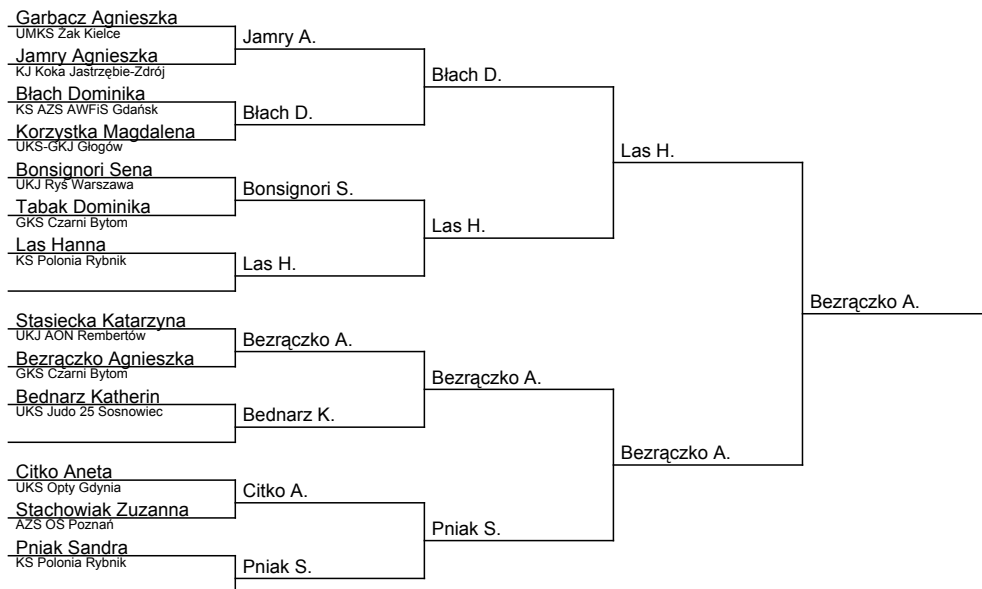 Garbacz Agnieszka
UMKS Żak Kielce
Jamry A.
Jamry Agnieszka
KJ Koka Jastrzębie-Zdrój
Błach D.
Błach Dominika
KS AZS AWFiS Gdańsk
Błach D.
Korzystka Magdalena
UKS-GKJ Głogów
Las H.
Bonsignori Sena
UKJ Ryś Warszawa
Bonsignori S.
Tabak Dominika
GKS Czarni Bytom
Las H.
Las Hanna
KS Polonia Rybnik
Las H.
Bezrączko A.
Stasiecka Katarzyna
UKJ AON Rembertów
Bezrączko A.
Bezrączko Agnieszka
GKS Czarni Bytom
Bezrączko A.
Bednarz Katherin
UKS Judo 25 Sosnowiec
Bednarz K.
Bezrączko A.
Citko Aneta
UKS Opty Gdynia
Citko A.
Stachowiak Zuzanna
AZS OŚ Poznań
Pniak S.
Pniak Sandra
KS Polonia Rybnik
Pniak S.